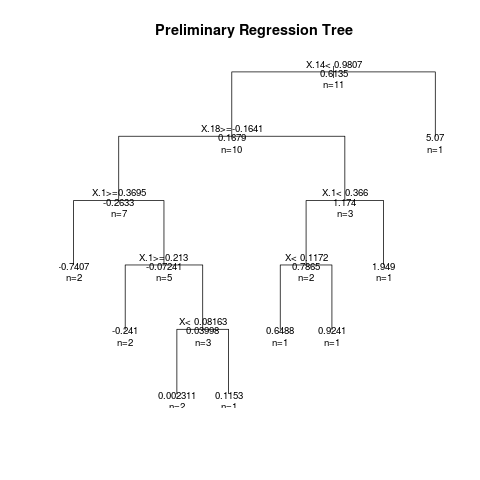 Preliminary Regression Tree
X.14< 0.9807
0.6135
n=11
X.18>=-0.1641
0.1679
n=10
5.07
n=1
X.1>=0.3695
-0.2633
n=7
X.1< 0.366
1.174
n=3
-0.7407
n=2
X.1>=0.213
-0.07241
n=5
X< 0.1172
0.7865
n=2
1.949
n=1
-0.241
n=2
X< 0.08163
0.03998
n=3
0.6488
n=1
0.9241
n=1
0.002311
n=2
0.1153
n=1